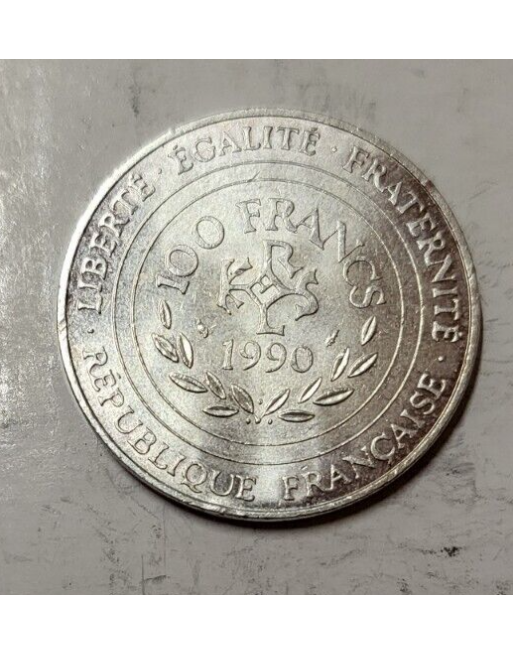 LIBERTÉ · ÉGALITÉ · FRATERNITÉ ·
RÉPUBLIQUE FRANÇAISE ·
100 FRANCS
1990